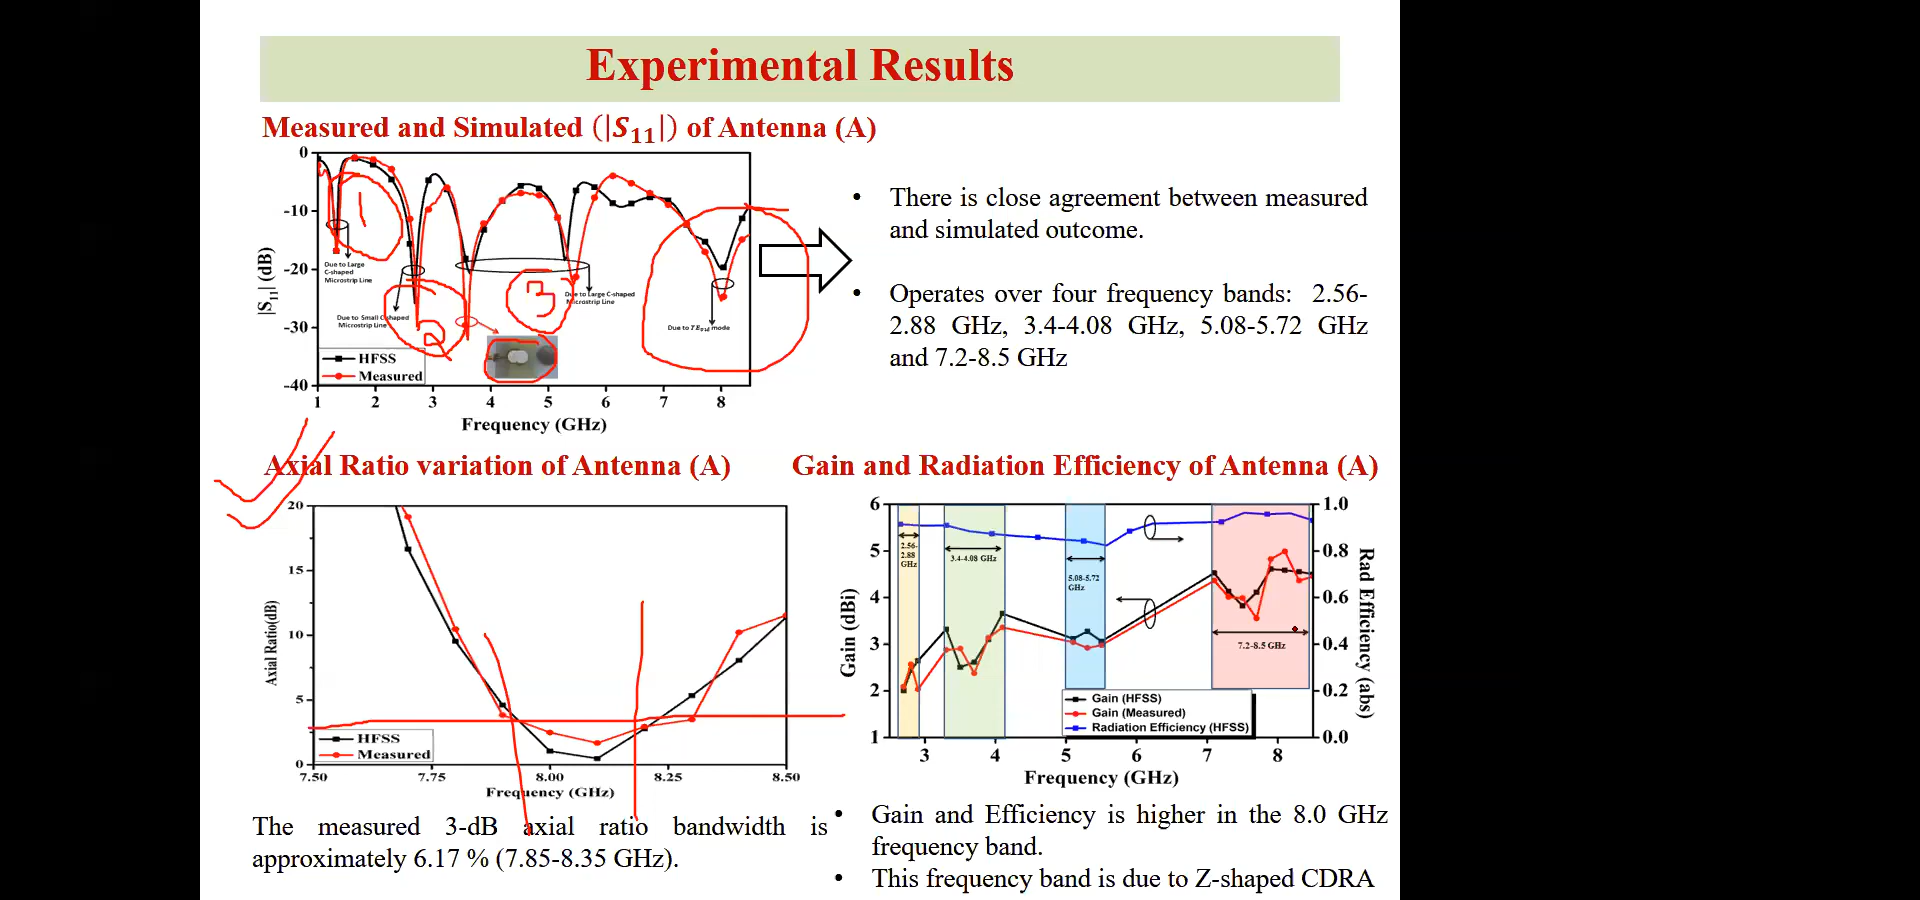 Experimental Results
Measured and Simulated (|S₁₁|) of Antenna (A)
0
-10
-20
-30
-40
|S₁₁| (dB)
Due to Large
C-shaped
Microstrip Line
Due to Small C-shaped
Microstrip Line
Due to Large C-shaped
Microstrip Line
1
2
3
HFSS
Measured
1 2 3 4 5 6 7 8
Frequency (GHz)
• There is close agreement between measured
and simulated outcome.
• Operates over four frequency bands: 2.56-
2.88 GHz, 3.4-4.08 GHz, 5.08-5.72 GHz
and 7.2-8.5 GHz
Axial Ratio variation of Antenna (A)
20
15
10
5
0
Axial Ratio(dB)
HFSS
Measured
7.50 7.75 8.00 8.25 8.50
Frequency (GHz)
The measured 3-dB axial ratio bandwidth is
approximately 6.17 % (7.85-8.35 GHz).
Gain and Radiation Efficiency of Antenna (A)
6
5
4
3
2
1
Gain (dBi)
2.56-
2.88
GHz
3.4-4.08 GHz
5.08-5.72
GHz
7.2-8.5 GHz
Gain (HFSS)
Gain (Measured)
Radiation Efficiency (HFSS)
1.0
0.8
0.6
0.4
0.2
0.0
Rad Efficiency (abs)
3 4 5 6 7 8
Frequency (GHz)
• Gain and Efficiency is higher in the 8.0 GHz
frequency band.
• This frequency band is due to Z-shaped CDRA